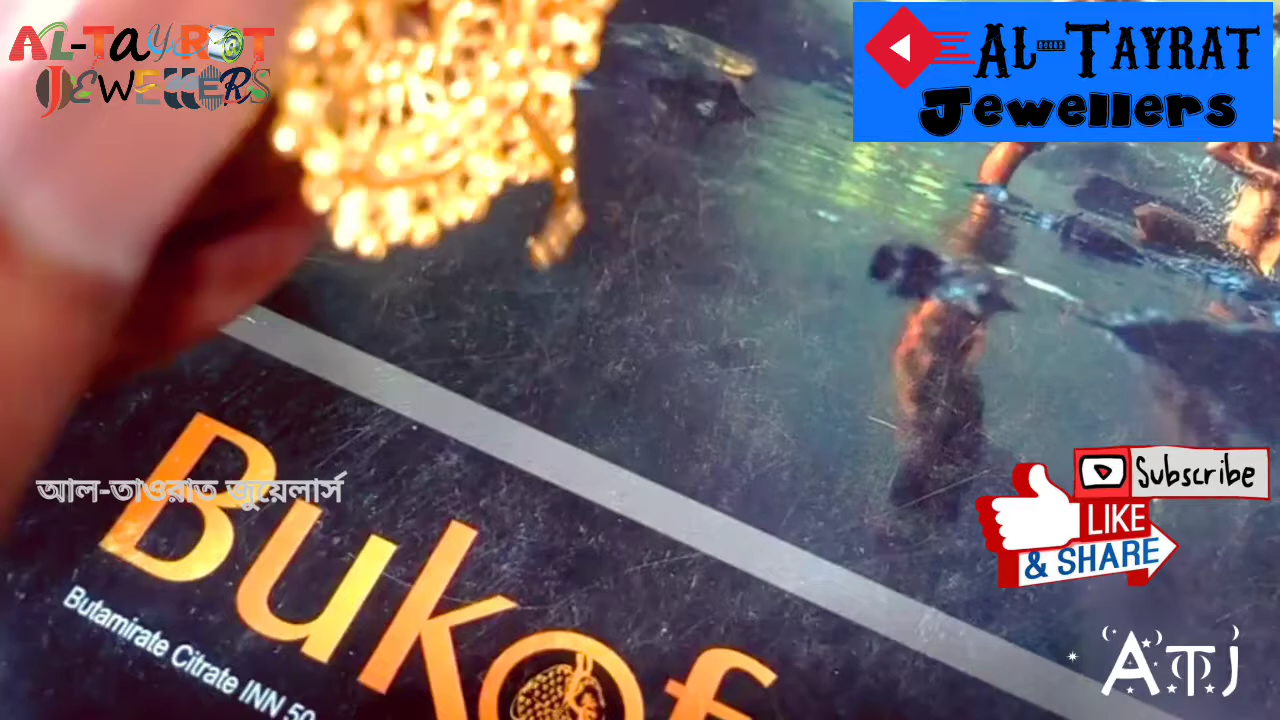 AL-TAYRAT
JEWELLERS
AL-TAYRAT
Jewellers
আল-তাওরাত জুয়েলার্স
Bukof
Butamirate Citrate INN 50
Subscribe
LIKE
& SHARE
ATJ